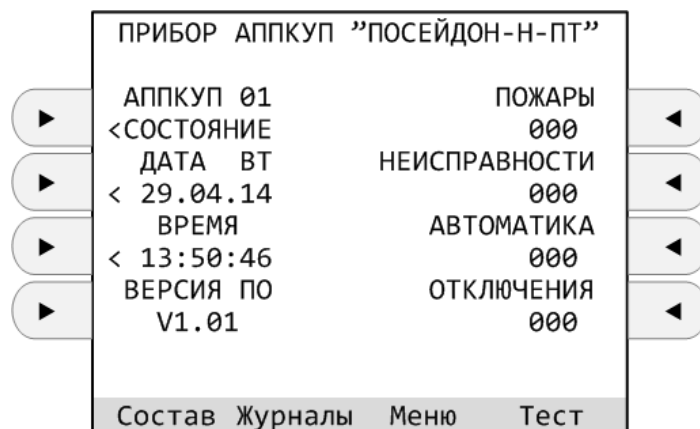 ПРИБОР АППКУП ”ПОСЕЙДОН-Н-ПТ”
АППКУП 01 ПОЖАРЫ
<СОСТОЯНИЕ 000
ДАТА ВТ НЕИСПРАВНОСТИ
< 29.04.14 000
ВРЕМЯ АВТОМАТИКА
< 13:50:46 000
ВЕРСИЯ ПО ОТКЛЮЧЕНИЯ
V1.01 000
Состав Журналы Меню Тест